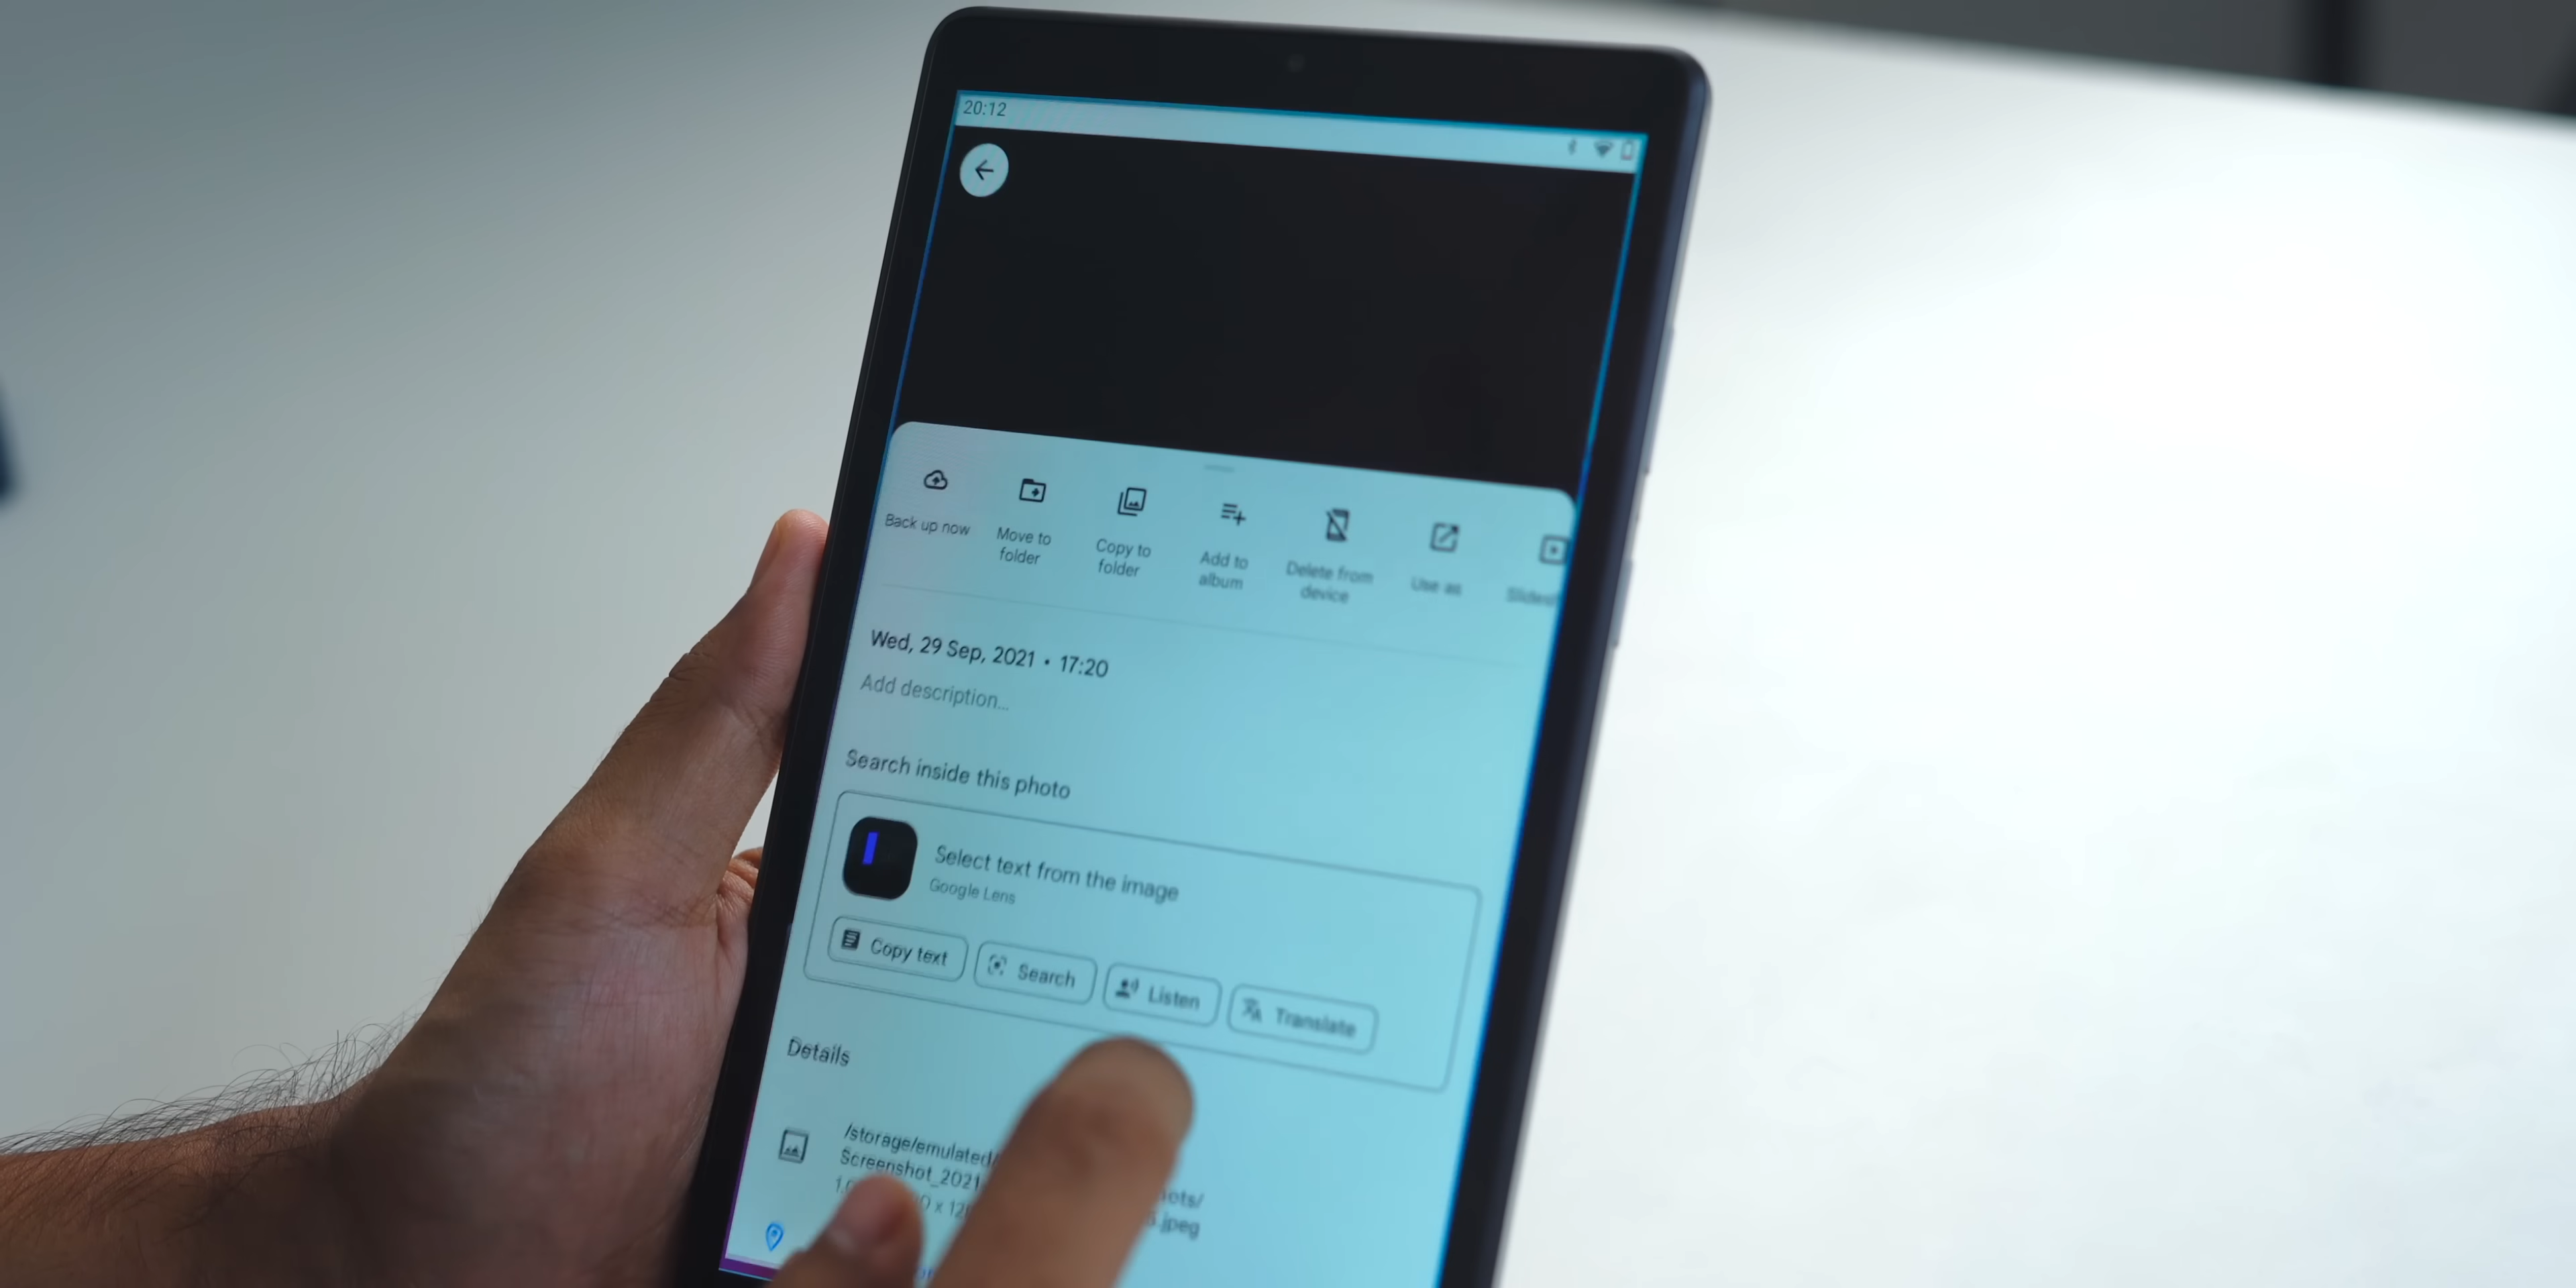 20:12
Back up now
Move to
folder
Copy to
folder
Add to
album
Delete from
device
Use as
Wed, 29 Sep, 2021 • 17:20
Add description...
Search inside this photo
Select text from the image
Google Lens
Copy text
Search
Listen
Translate
Details
/storage/emulated/
Screenshot_2021
.jpeg